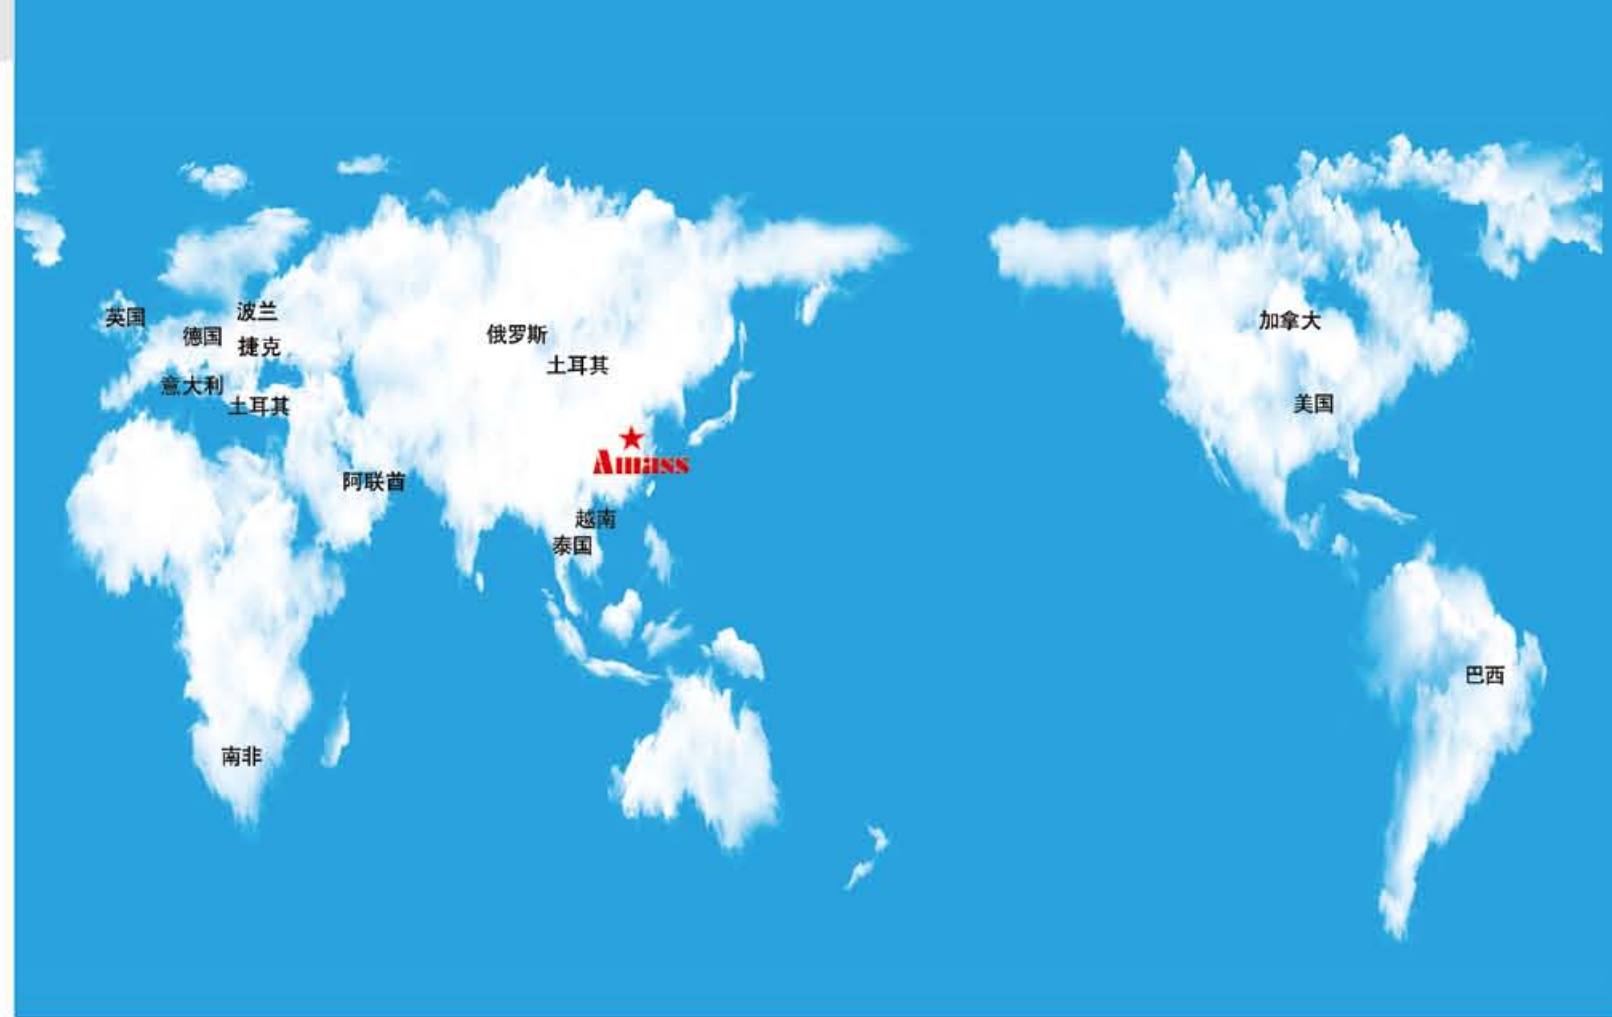 英国
波兰
德国
捷克
意大利
土耳其
俄罗斯
土耳其
Amass
阿联酋
越南
泰国
南非
加拿大
美国
巴西